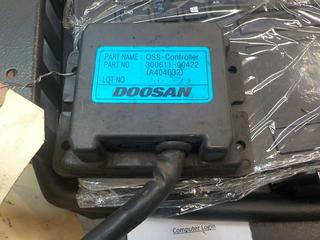 PART NAME : OSS-Controller
PART NO : 300611-00422
(A404032)
LOT NO
DOOSAN
Computer Login